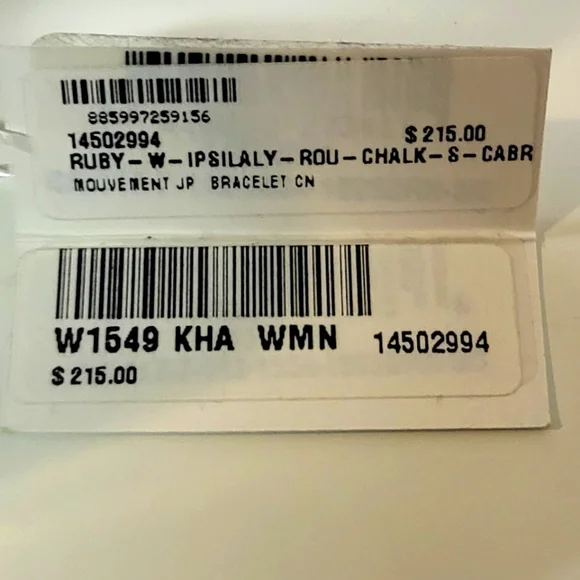 885997259156
14502994 $ 215.00
RUBY-W-IPSILALY-ROU-CHALK-S-CABR
MOUVEMENT JP BRACELET CN
W1549 KHA WMN 14502994
$ 215.00